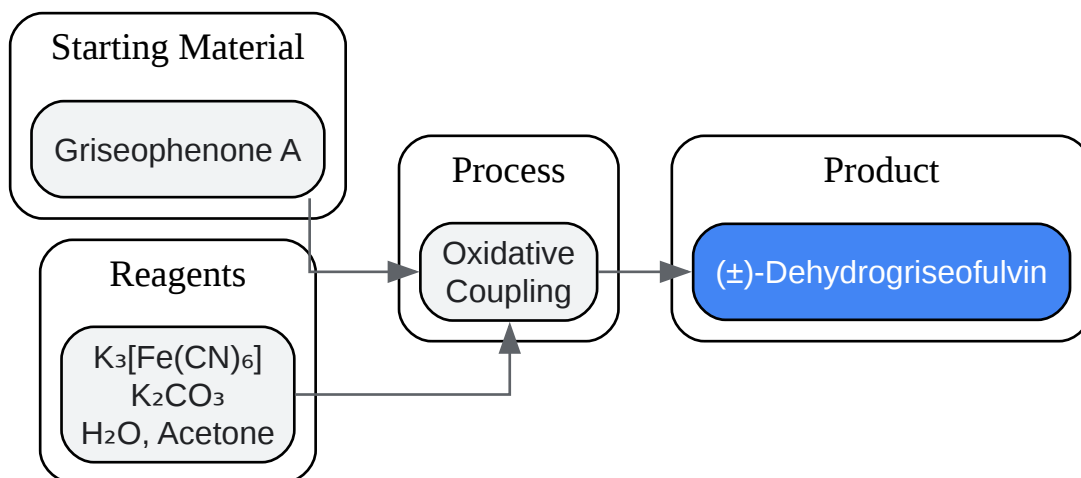 Starting Material
Griseophenone A
Reagents
K₃[Fe(CN)₆]
K₂CO₃
H₂O, Acetone
Process
Oxidative
Coupling
Product
(±)-Dehydrogriseofulvin